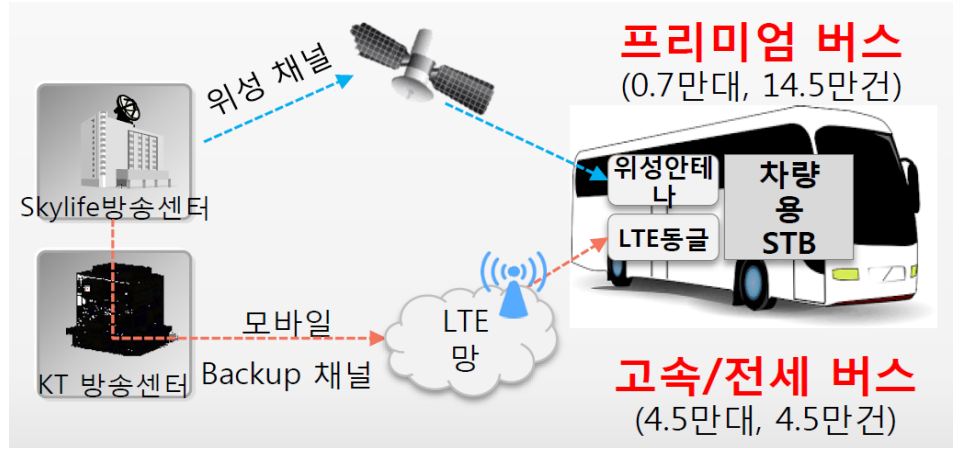 프리미엄 버스
(0.7만대, 14.5만건)
위성 채널
위성안테
나
차량
용
STB
LTE동글
Skylife방송센터
LTE
망
모바일
Backup 채널
KT 방송센터
고속/전세 버스
(4.5만대, 4.5만건)